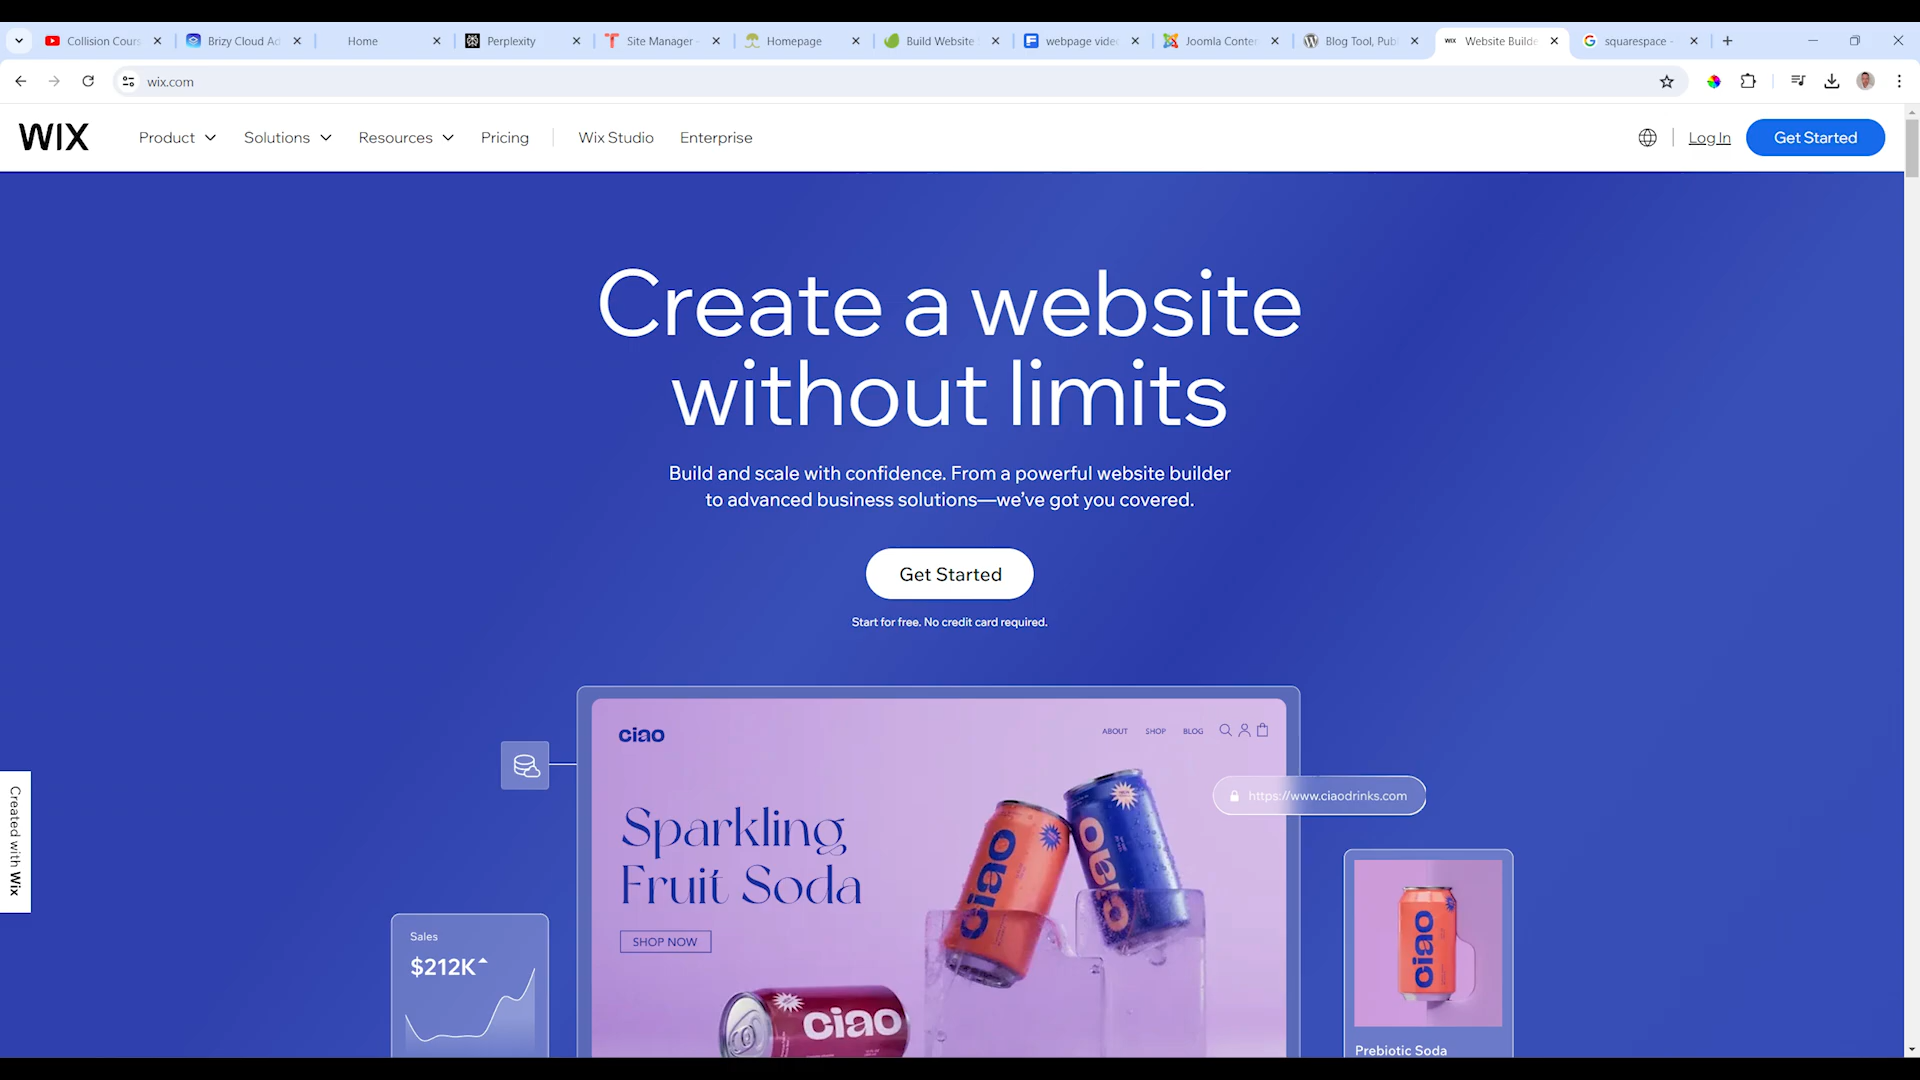 Collision Cours
Brizy Cloud Ad
Home
Perplexity
Site Manager -
Homepage
Build Website
webpage vide
Joomla Conter
Blog Tool, Pub
WIX
Website Builde
squarespace -
wix.com
WIX
Product
Solutions
Resources
Pricing
Wix Studio
Enterprise
Log In
Get Started
Create a website
without limits
Build and scale with confidence. From a powerful website builder
to advanced business solutions—we've got you covered.
Get Started
Start for free. No credit card required.
ciao
ABOUT
SHOP
BLOG
https://www.ciaodrinks.com
Sparkling
Fruit Soda
SHOP NOW
ciao
ciao
ciao
ciao
Created with Wix
Sales
$212K
Prebiotic Soda